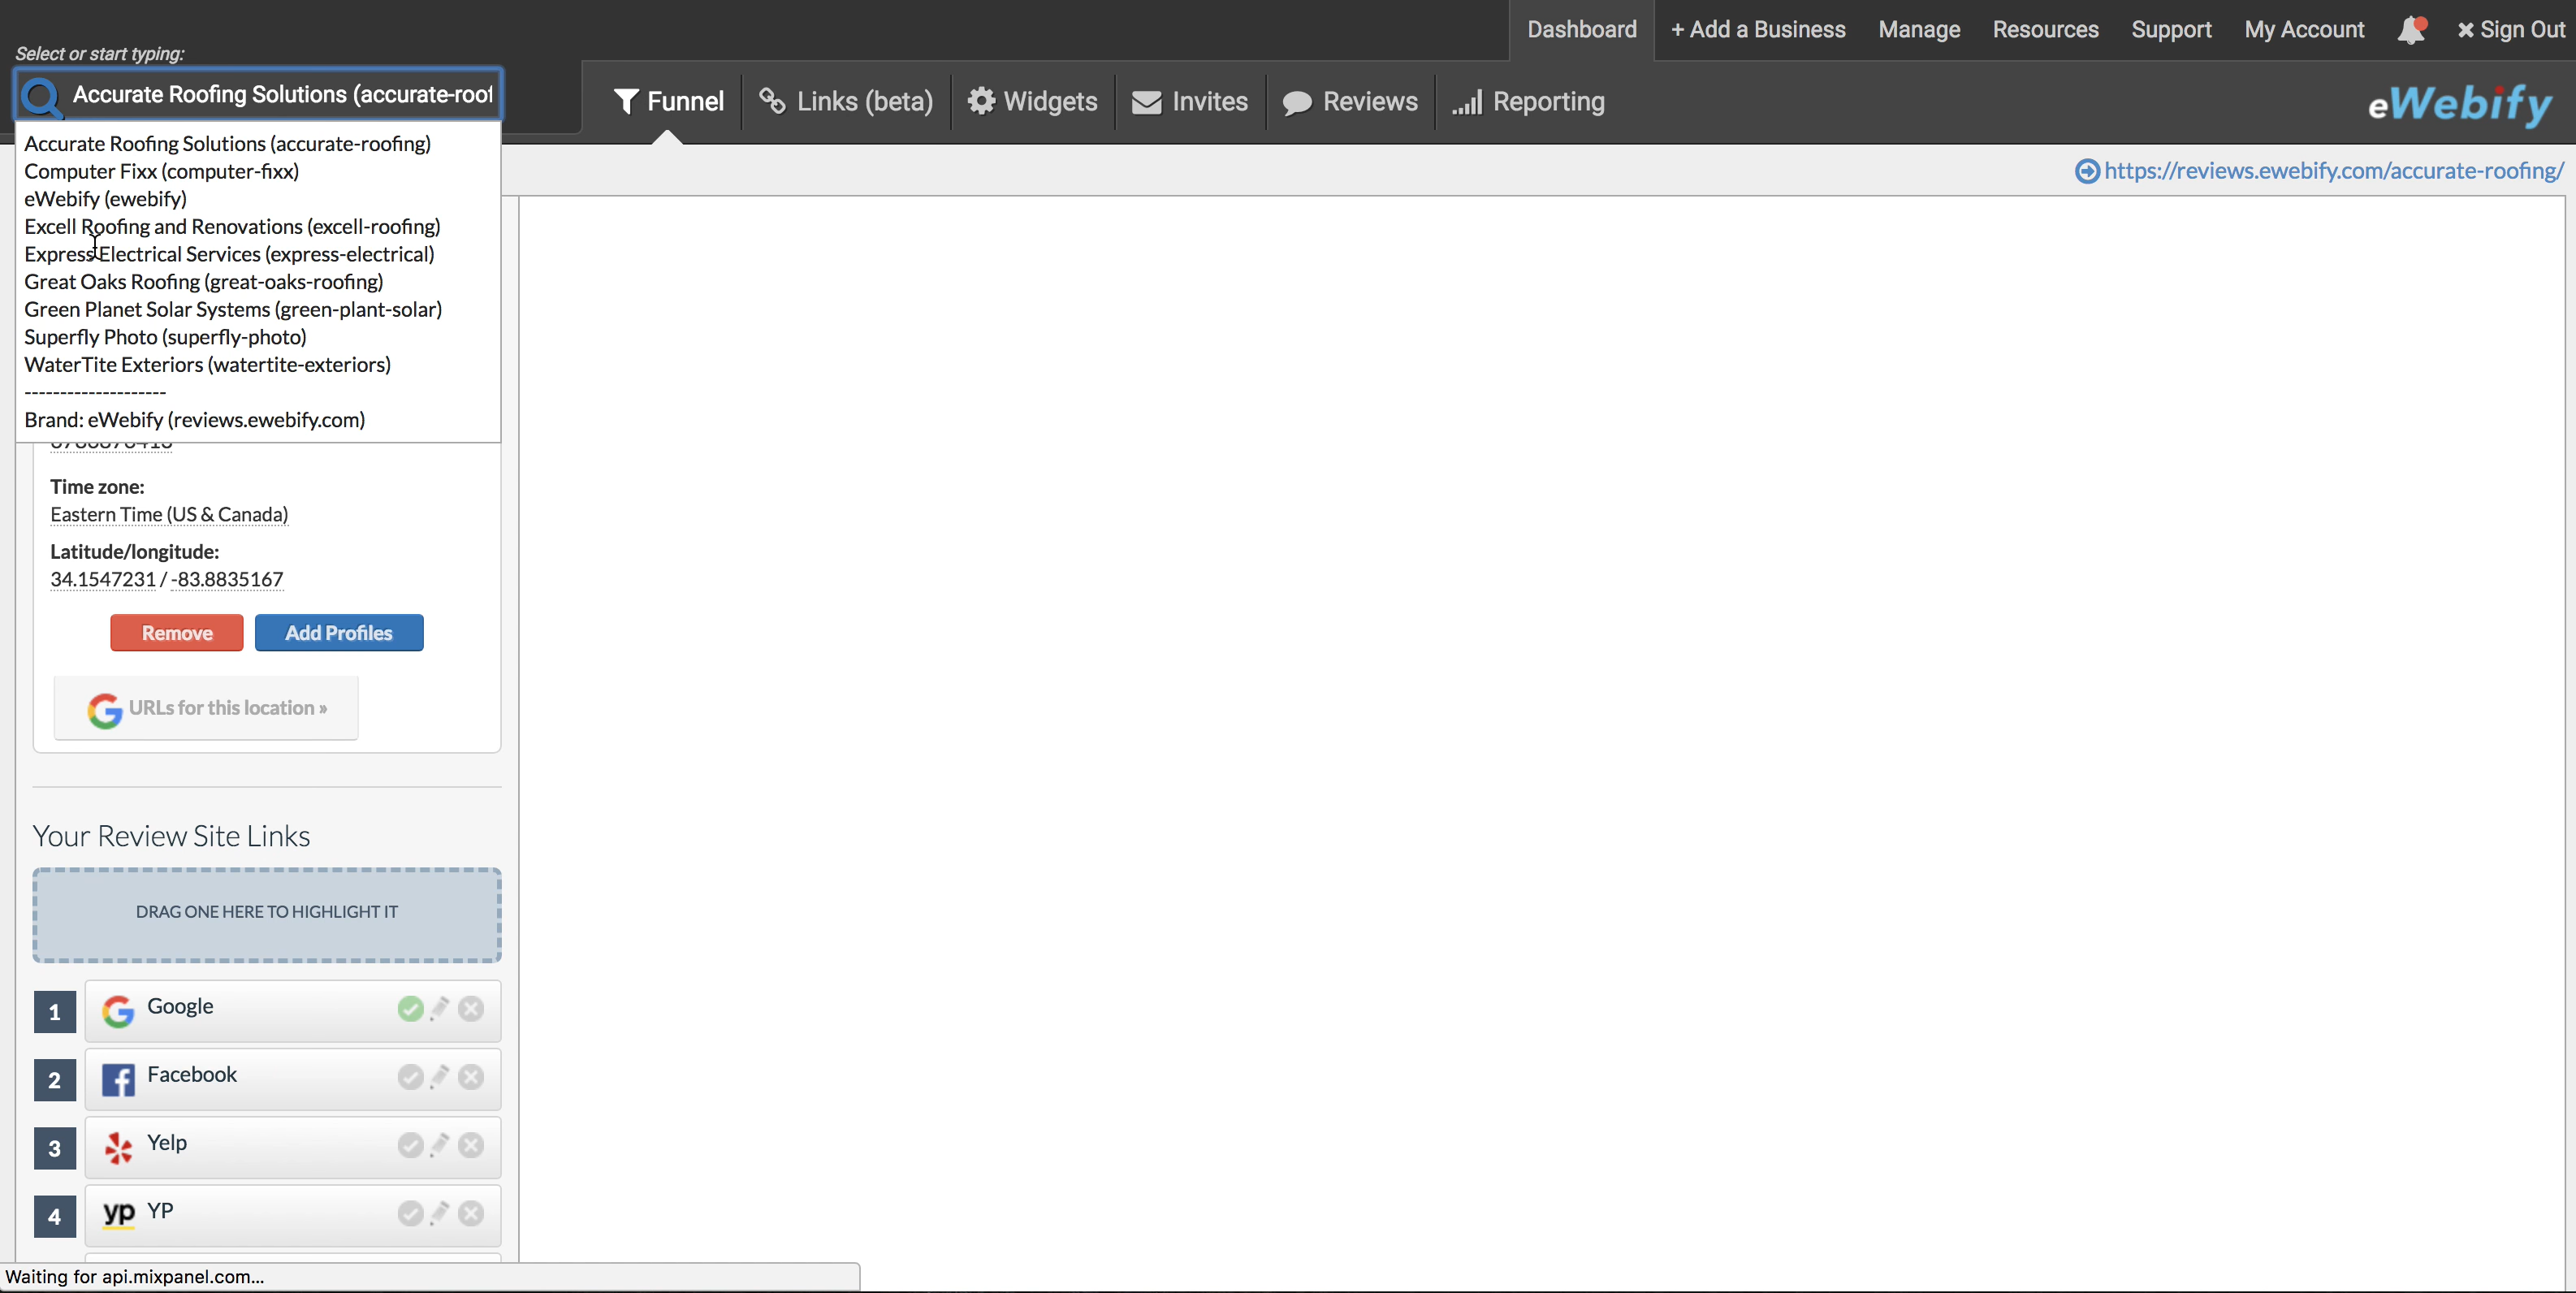 Dashboard
+ Add a Business
Manage
Resources
Support
My Account
Sign Out
Select or start typing:
Accurate Roofing Solutions (accurate-roof
Funnel
Links (beta)
Widgets
Invites
Reviews
Reporting
eWebify
https://reviews.ewebify.com/accurate-roofing/
Accurate Roofing Solutions (accurate-roofing)
Computer Fixx (computer-fixx)
eWebify (ewebify)
Excell Roofing and Renovations (excell-roofing)
Express Electrical Services (express-electrical)
Great Oaks Roofing (great-oaks-roofing)
Green Planet Solar Systems (green-plant-solar)
Superfly Photo (superfly-photo)
WaterTite Exteriors (watertite-exteriors)
--------------------
Brand: eWebify (reviews.ewebify.com)
Time zone:
Eastern Time (US & Canada)
Latitude/longitude:
34.1547231 / -83.8835167
Remove
Add Profiles
URLs for this location »
Your Review Site Links
DRAG ONE HERE TO HIGHLIGHT IT
1 Google
2 Facebook
3 Yelp
4 yp YP
Waiting for api.mixpanel.com...